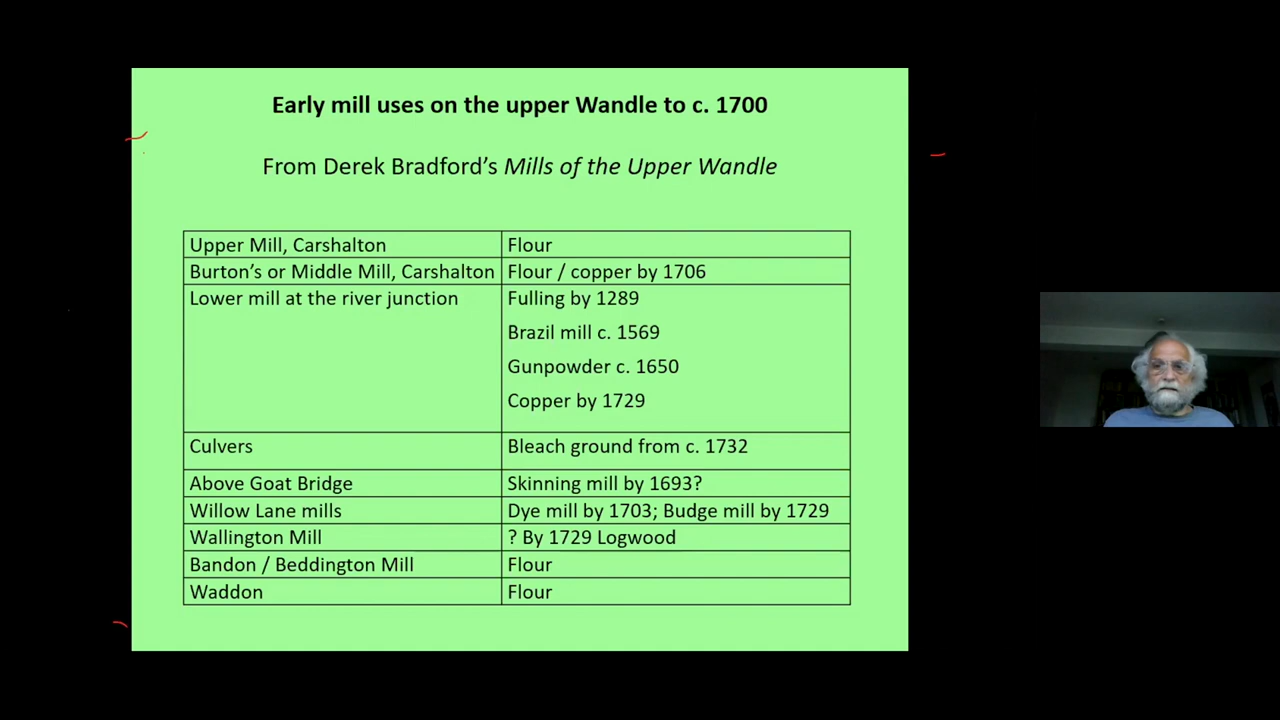 Early mill uses on the upper Wandle to c. 1700
From Derek Bradford’s Mills of the Upper Wandle
Upper Mill, Carshalton Flour
Burton’s or Middle Mill, Carshalton Flour / copper by 1706
Lower mill at the river junction Fulling by 1289
Brazil mill c. 1569
Gunpowder c. 1650
Copper by 1729
Culvers Bleach ground from c. 1732
Above Goat Bridge Skinning mill by 1693?
Willow Lane mills Dye mill by 1703; Budge mill by 1729
Wallington Mill ? By 1729 Logwood
Bandon / Beddington Mill Flour
Waddon Flour